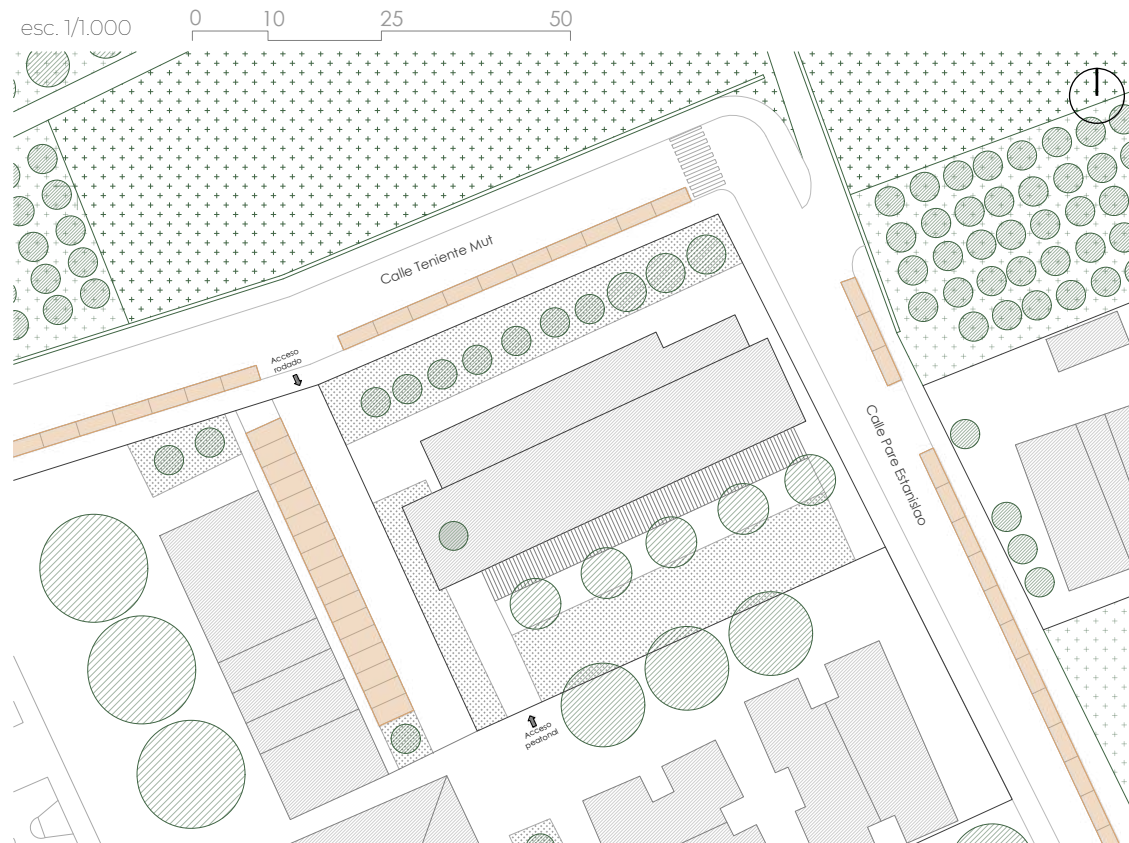 esc. 1/1.000
0 10 25 50
Calle Teniente Mut
Acceso
rodado
Calle Pare Estanislao
Acceso
peatonal